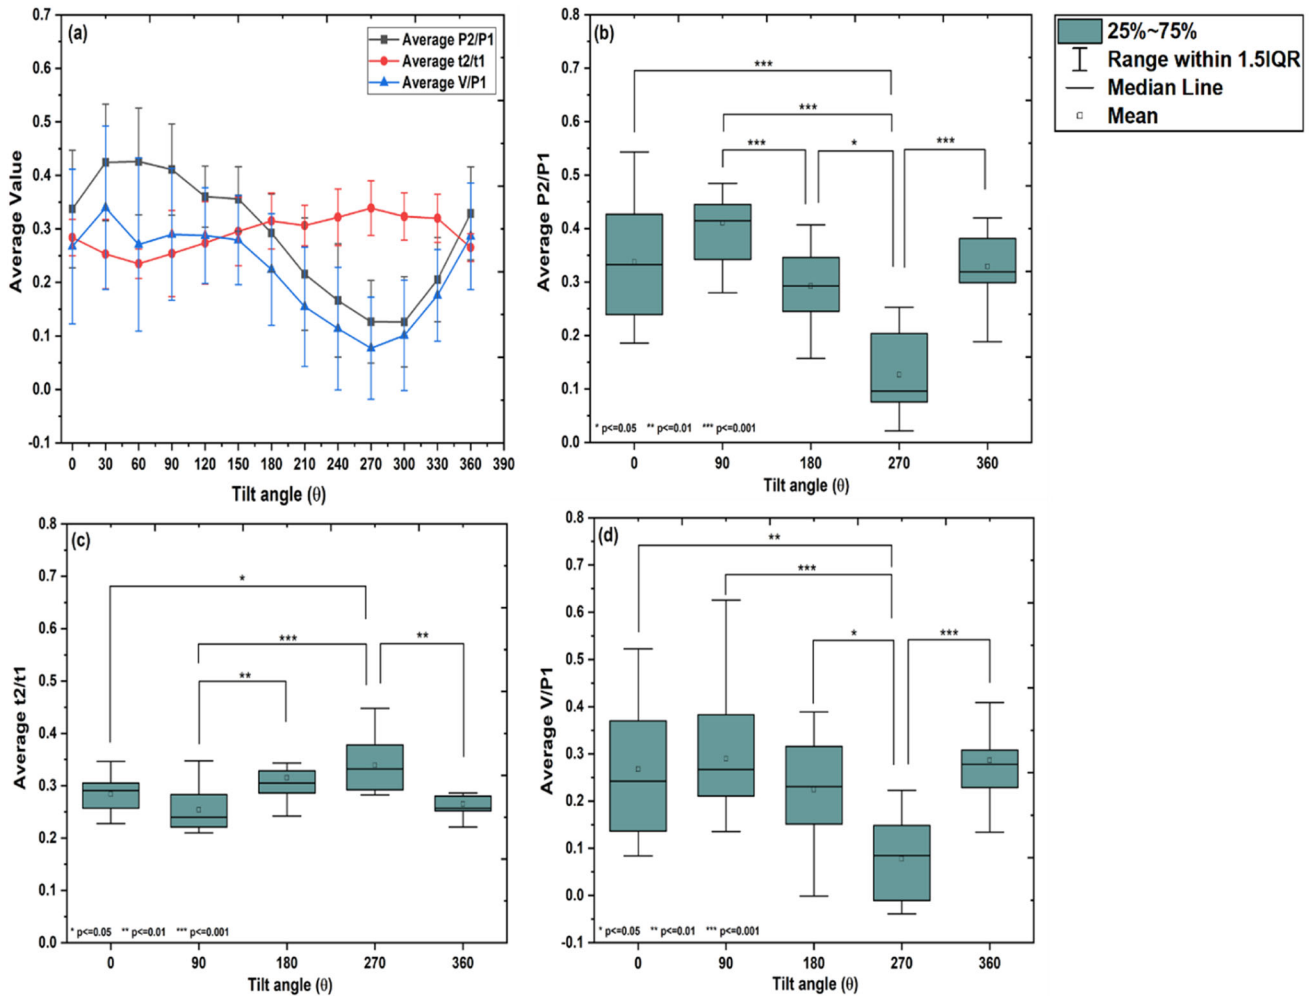 (a)
Average P2/P1
Average t2/t1
Average V/P1
0.7
0.6
0.5
0.4
0.3
0.2
0.1
0.0
-0.1
Average Value
0 30 60 90 120 150 180 210 240 270 300 330 360 390
Tilt angle (θ)
(b)
0.8
0.7
0.6
0.5
0.4
0.3
0.2
0.1
0.0
Average P2/P1
***
***
*** * ***
* p<=0.05 ** p<=0.01 *** p<=0.001
0 90 180 270 360
Tilt angle (θ)
25%~75%
Range within 1.5IQR
Median Line
Mean
(c)
0.8
0.7
0.6
0.5
0.4
0.3
0.2
0.1
0.0
Average t2/t1
*
*** **
**
* p<=0.05 ** p<=0.01 *** p<=0.001
0 90 180 270 360
Tilt angle (θ)
(d)
0.8
0.7
0.6
0.5
0.4
0.3
0.2
0.1
0.0
-0.1
Average V/P1
**
***
* ***
* p<=0.05 ** p<=0.01 *** p<=0.001
0 90 180 270 360
Tilt angle (θ)